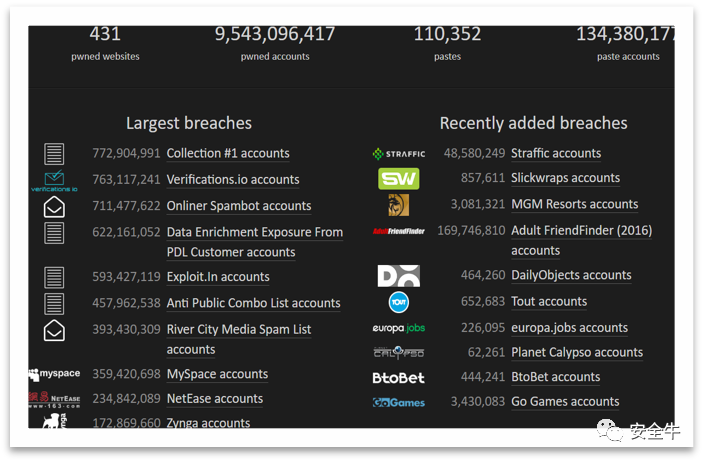 431
9,543,096,417
110,352
134,380,177
pwned websites
pwned accounts
pastes
paste accounts
Largest breaches
772,904,991 Collection #1 accounts
verifications io
763,117,241 Verifications.io accounts
711,477,622 Onliner Spambot accounts
622,161,052 Data Enrichment Exposure From
PDL Customer accounts
593,427,119 Exploit.In accounts
457,962,538 Anti Public Combo List accounts
393,430,309 River City Media Spam List
accounts
myspace
359,420,698 MySpace accounts
NETEASE
www.163.com
234,842,089 NetEase accounts
172,869,660 Zynga accounts
Recently added breaches
STRAFFIC
48,580,249 Straffic accounts
SW
857,611 Slickwraps accounts
3,081,321 MGM Resorts accounts
AdultFriendFinder
169,746,810 Adult FriendFinder (2016)
accounts
DO
464,260 DailyObjects accounts
TOUT
652,683 Tout accounts
europa jobs
226,095 europa.jobs accounts
CALYPSO
62,261 Planet Calypso accounts
BtoBet
444,241 BtoBet accounts
GoGames
3,430,083 Go Games accounts
安全牛